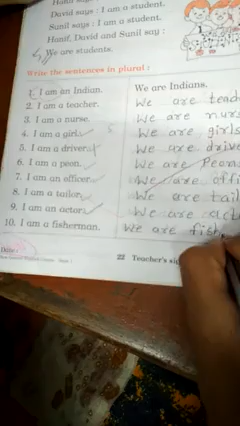 David says : I am a student.
Sunil says : I am a student.
Hanif, David and Sunil say :
We are students.
Write the sentences in plural :
1. I am an Indian. We are Indians.
2. I am a teacher. We are teach
3. I am a nurse. We are nurs
4. I am a girl. We are girls
5. I am a driver. We are drive
6. I am a peon. We are Peons
7. I am an officer. We are offi
8. I am a tailor. We are tail
9. I am an actor. We are act
10. I am a fisherman. We are fish
Date :
22 Teacher's sig